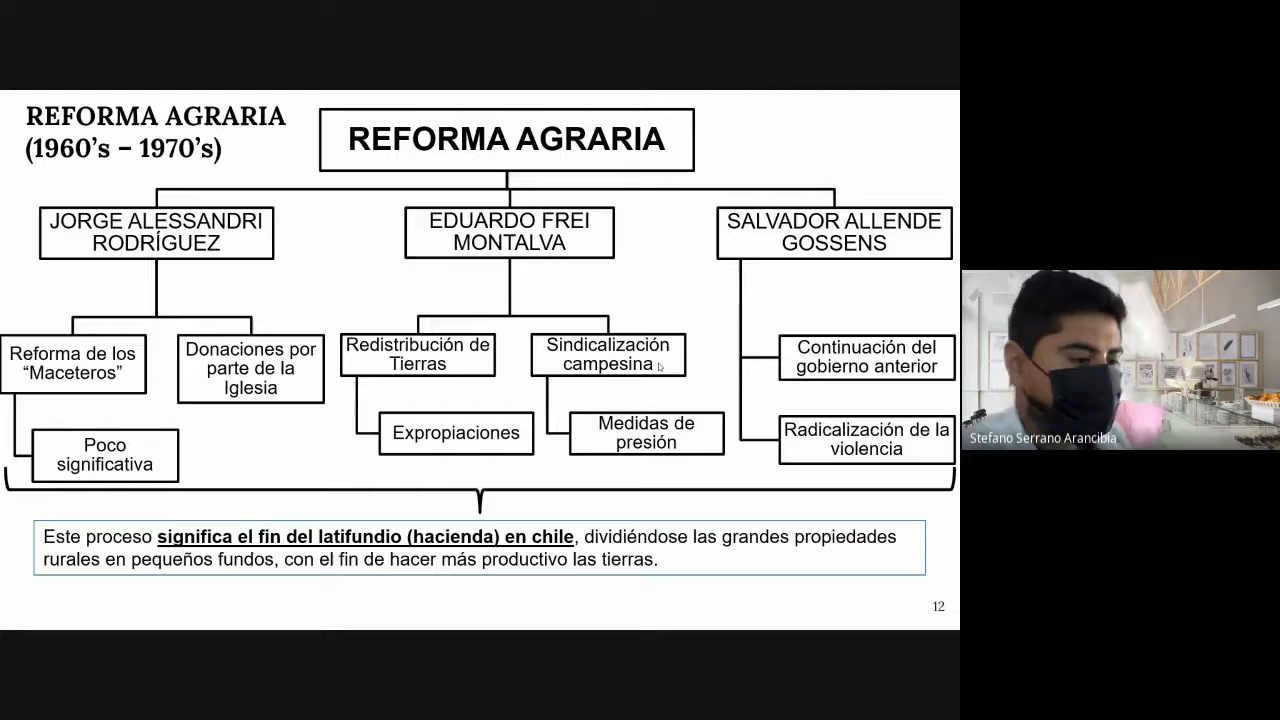 REFORMA AGRARIA
(1960’s – 1970’s)
REFORMA AGRARIA
JORGE ALESSANDRI
RODRÍGUEZ
EDUARDO FREI
MONTALVA
SALVADOR ALLENDE
GOSSENS
Reforma de los
“Maceteros”
Donaciones por
parte de la
Iglesia
Redistribución de
Tierras
Sindicalización
campesina
Continuación del
gobierno anterior
Poco
significativa
Expropiaciones
Medidas de
presión
Radicalización de la
violencia
Este proceso significa el fin del latifundio (hacienda) en chile, dividiéndose las grandes propiedades
rurales en pequeños fundos, con el fin de hacer más productivo las tierras.
12
Stefano Serrano Arancibia